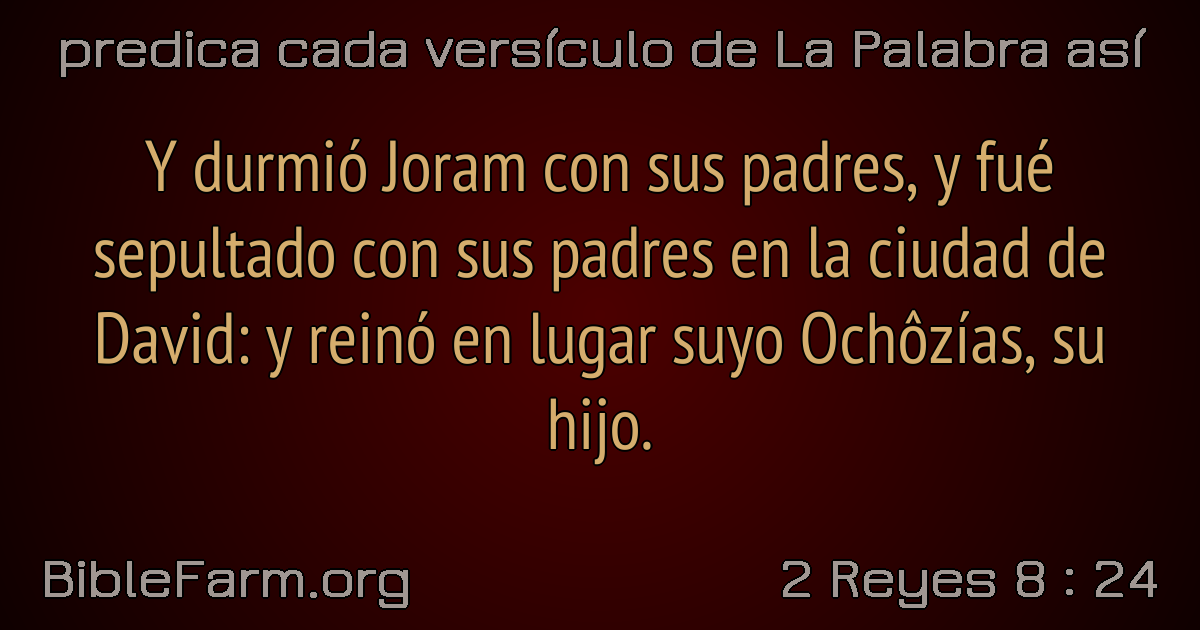 predica cada versículo de La Palabra así
Y durmió Joram con sus padres, y fué
sepultado con sus padres en la ciudad de
David: y reinó en lugar suyo Ochôzías, su
hijo.
BibleFarm.org
2 Reyes 8 : 24